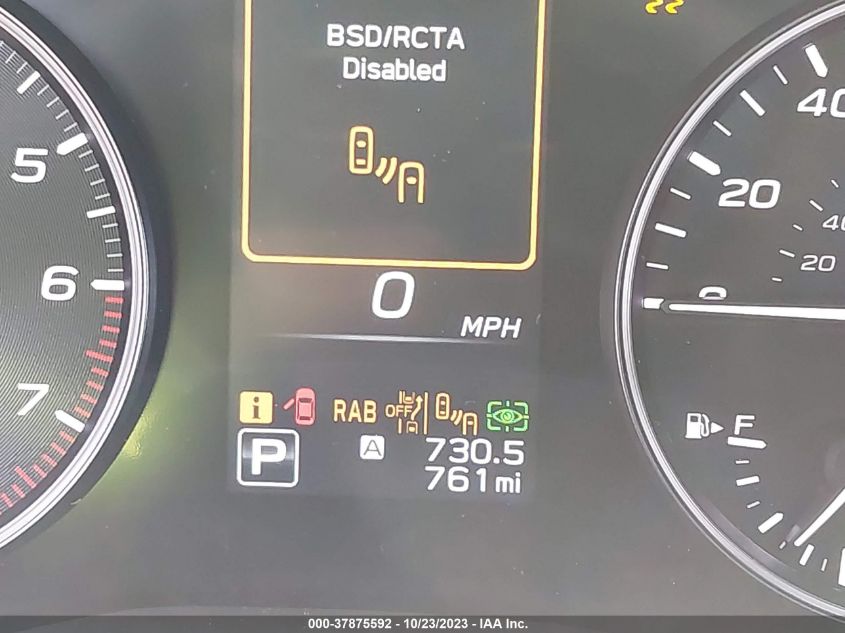 BSD/RCTA
Disabled
5
6
7
40
20
0
40
20
0
MPH
i
RAB
OFF
P
A
730.5
761 mi
F
000-37875592 - 10/23/2023 - IAA Inc.